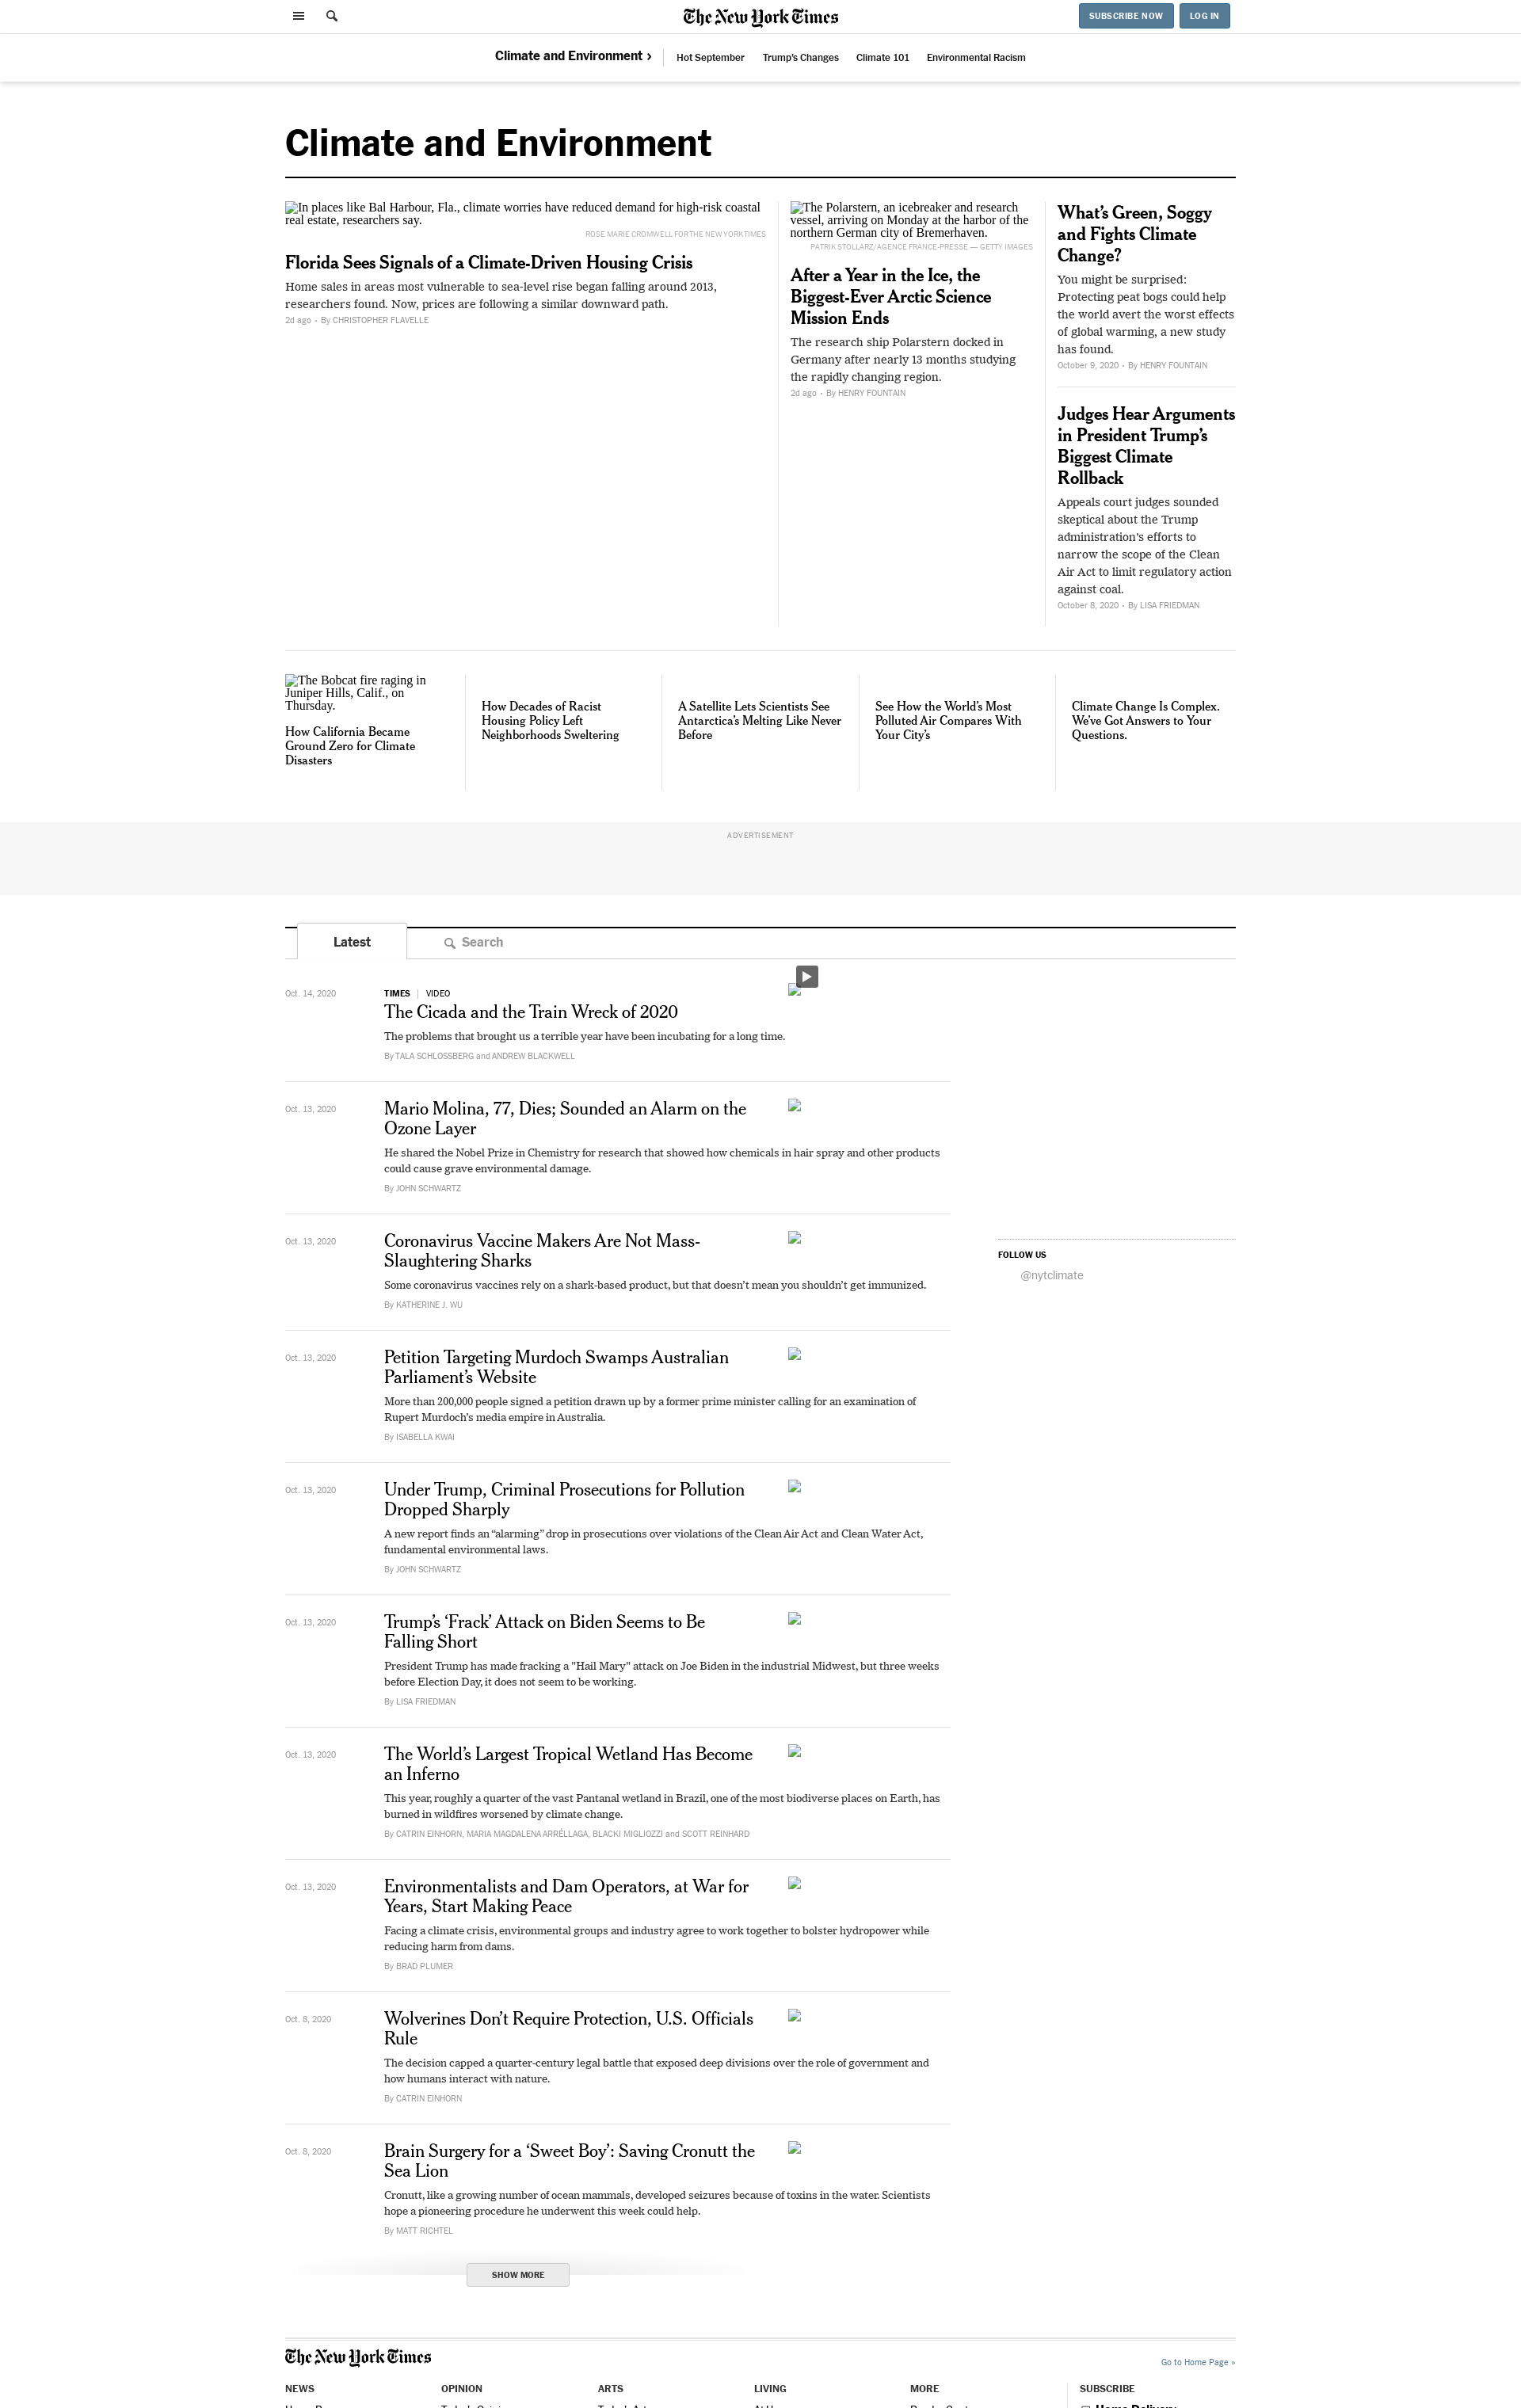 The New York Times
SUBSCRIBE NOW
LOG IN
Climate and Environment ›
Hot September
Trump's Changes
Climate 101
Environmental Racism
Climate and Environment
In places like Bal Harbour, Fla., climate worries have reduced demand for high-risk coastal
real estate, researchers say.
ROSE MARIE CROMWELL FOR THE NEW YORK TIMES
Florida Sees Signals of a Climate-Driven Housing Crisis
Home sales in areas most vulnerable to sea-level rise began falling around 2013,
researchers found. Now, prices are following a similar downward path.
2d ago • By CHRISTOPHER FLAVELLE
The Polarstern, an icebreaker and research
vessel, arriving on Monday at the harbor of the
northern German city of Bremerhaven.
PATRIK STOLLARZ/AGENCE FRANCE-PRESSE — GETTY IMAGES
After a Year in the Ice, the
Biggest-Ever Arctic Science
Mission Ends
The research ship Polarstern docked in
Germany after nearly 13 months studying
the rapidly changing region.
2d ago • By HENRY FOUNTAIN
What's Green, Soggy
and Fights Climate
Change?
You might be surprised:
Protecting peat bogs could help
the world avert the worst effects
of global warming, a new study
has found.
October 9, 2020 • By HENRY FOUNTAIN
Judges Hear Arguments
in President Trump's
Biggest Climate
Rollback
Appeals court judges sounded
skeptical about the Trump
administration's efforts to
narrow the scope of the Clean
Air Act to limit regulatory action
against coal.
October 8, 2020 • By LISA FRIEDMAN
The Bobcat fire raging in
Juniper Hills, Calif., on
Thursday.
How California Became
Ground Zero for Climate
Disasters
How Decades of Racist
Housing Policy Left
Neighborhoods Sweltering
A Satellite Lets Scientists See
Antarctica's Melting Like Never
Before
See How the World's Most
Polluted Air Compares With
Your City's
Climate Change Is Complex.
We've Got Answers to Your
Questions.
ADVERTISEMENT
Latest
Search
Oct. 14, 2020
TIMES | VIDEO
The Cicada and the Train Wreck of 2020
The problems that brought us a terrible year have been incubating for a long time.
By TALA SCHLOSSBERG and ANDREW BLACKWELL
Oct. 13, 2020
Mario Molina, 77, Dies; Sounded an Alarm on the
Ozone Layer
He shared the Nobel Prize in Chemistry for research that showed how chemicals in hair spray and other products
could cause grave environmental damage.
By JOHN SCHWARTZ
Oct. 13, 2020
Coronavirus Vaccine Makers Are Not Mass-
Slaughtering Sharks
Some coronavirus vaccines rely on a shark-based product, but that doesn't mean you shouldn't get immunized.
By KATHERINE J. WU
FOLLOW US
@nytclimate
Oct. 13, 2020
Petition Targeting Murdoch Swamps Australian
Parliament's Website
More than 200,000 people signed a petition drawn up by a former prime minister calling for an examination of
Rupert Murdoch's media empire in Australia.
By ISABELLA KWAI
Oct. 13, 2020
Under Trump, Criminal Prosecutions for Pollution
Dropped Sharply
A new report finds an “alarming” drop in prosecutions over violations of the Clean Air Act and Clean Water Act,
fundamental environmental laws.
By JOHN SCHWARTZ
Oct. 13, 2020
Trump's ‘Frack’ Attack on Biden Seems to Be
Falling Short
President Trump has made fracking a "Hail Mary" attack on Joe Biden in the industrial Midwest, but three weeks
before Election Day, it does not seem to be working.
By LISA FRIEDMAN
Oct. 13, 2020
The World's Largest Tropical Wetland Has Become
an Inferno
This year, roughly a quarter of the vast Pantanal wetland in Brazil, one of the most biodiverse places on Earth, has
burned in wildfires worsened by climate change.
By CATRIN EINHORN, MARIA MAGDALENA ARRÉLLAGA, BLACKI MIGLIOZZI and SCOTT REINHARD
Oct. 13, 2020
Environmentalists and Dam Operators, at War for
Years, Start Making Peace
Facing a climate crisis, environmental groups and industry agree to work together to bolster hydropower while
reducing harm from dams.
By BRAD PLUMER
Oct. 8, 2020
Wolverines Don't Require Protection, U.S. Officials
Rule
The decision capped a quarter-century legal battle that exposed deep divisions over the role of government and
how humans interact with nature.
By CATRIN EINHORN
Oct. 8, 2020
Brain Surgery for a ‘Sweet Boy’: Saving Cronutt the
Sea Lion
Cronutt, like a growing number of ocean mammals, developed seizures because of toxins in the water. Scientists
hope a pioneering procedure he underwent this week could help.
By MATT RICHTEL
SHOW MORE
The New York Times
Go to Home Page »
NEWS
OPINION
ARTS
LIVING
MORE
SUBSCRIBE